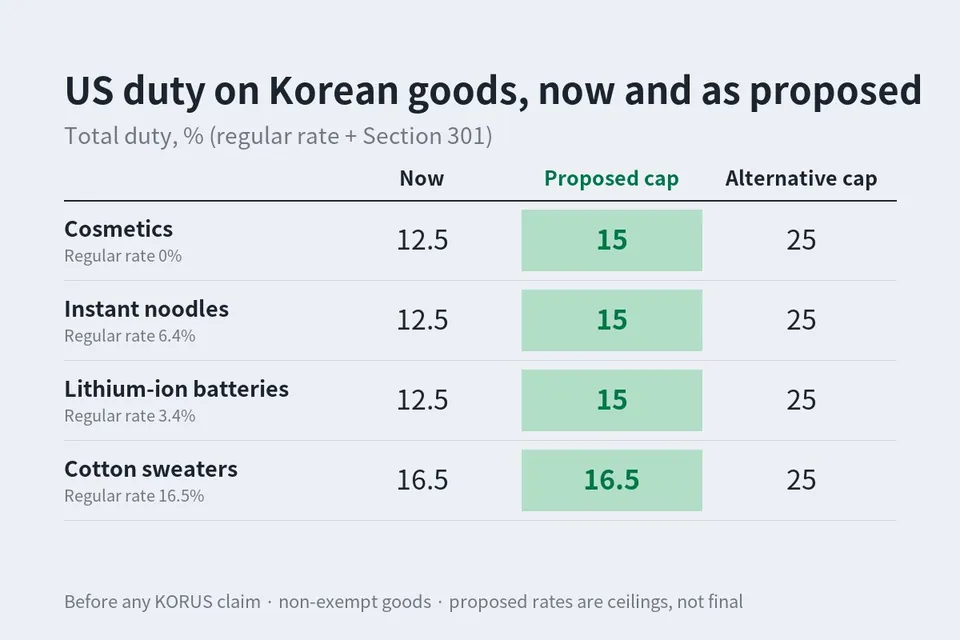 US duty on Korean goods, now and as proposed
Total duty, % (regular rate + Section 301)
Now Proposed cap Alternative cap
Cosmetics
Regular rate 0%
12.5 15 25
Instant noodles
Regular rate 6.4%
12.5 15 25
Lithium-ion batteries
Regular rate 3.4%
12.5 15 25
Cotton sweaters
Regular rate 16.5%
16.5 16.5 25
Before any KORUS claim · non-exempt goods · proposed rates are ceilings, not final